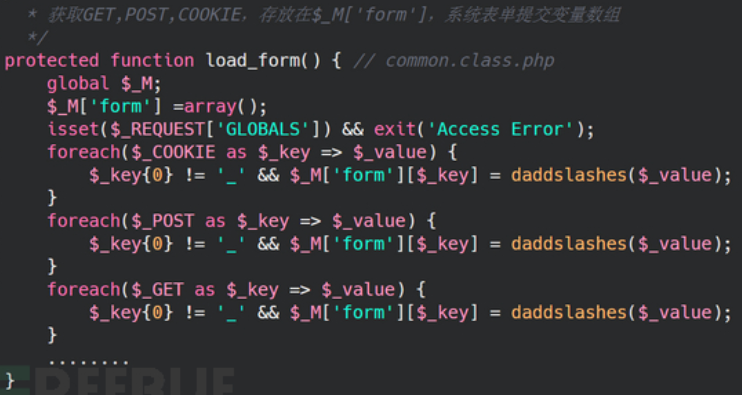 * 获取GET,POST,COOKIE，存放在$_M['form']，系统表单提交变量数组
*/
protected function load_form() { // common.class.php
global $_M;
$_M['form'] =array();
isset($_REQUEST['GLOBALS']) && exit('Access Error');
foreach($_COOKIE as $_key => $_value) {
$_key{0} != '_' && $_M['form'][$_key] = daddslashes($_value);
}
foreach($_POST as $_key => $_value) {
$_key{0} != '_' && $_M['form'][$_key] = daddslashes($_value);
}
foreach($_GET as $_key => $_value) {
$_key{0} != '_' && $_M['form'][$_key] = daddslashes($_value);
}
........
}